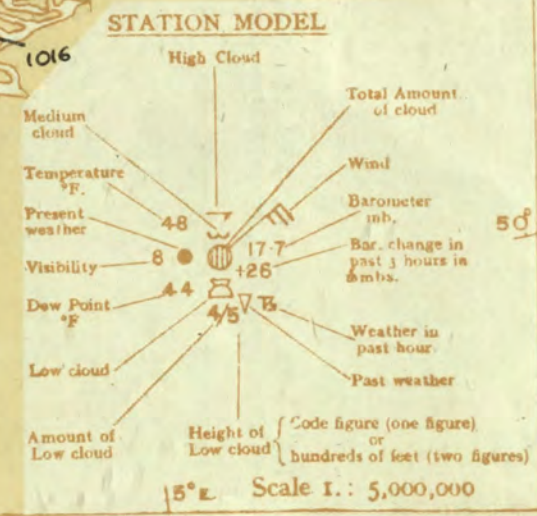 STATION MODEL
1016
High Cloud
Total Amount
of cloud
Medium
cloud
Wind
Temperature
°F.
48
Barometer
mb.
50°
Present
weather
17·7
Visibility
8
+26
Bar. change in
past 3 hours in
mbs.
Dew Point
°F
44
4/5
Weather in
past hour
Low cloud
Past weather
Amount of
Low cloud
Height of
Low cloud
Code figure (one figure)
or
hundreds of feet (two figures)
5° E
Scale 1.: 5,000,000